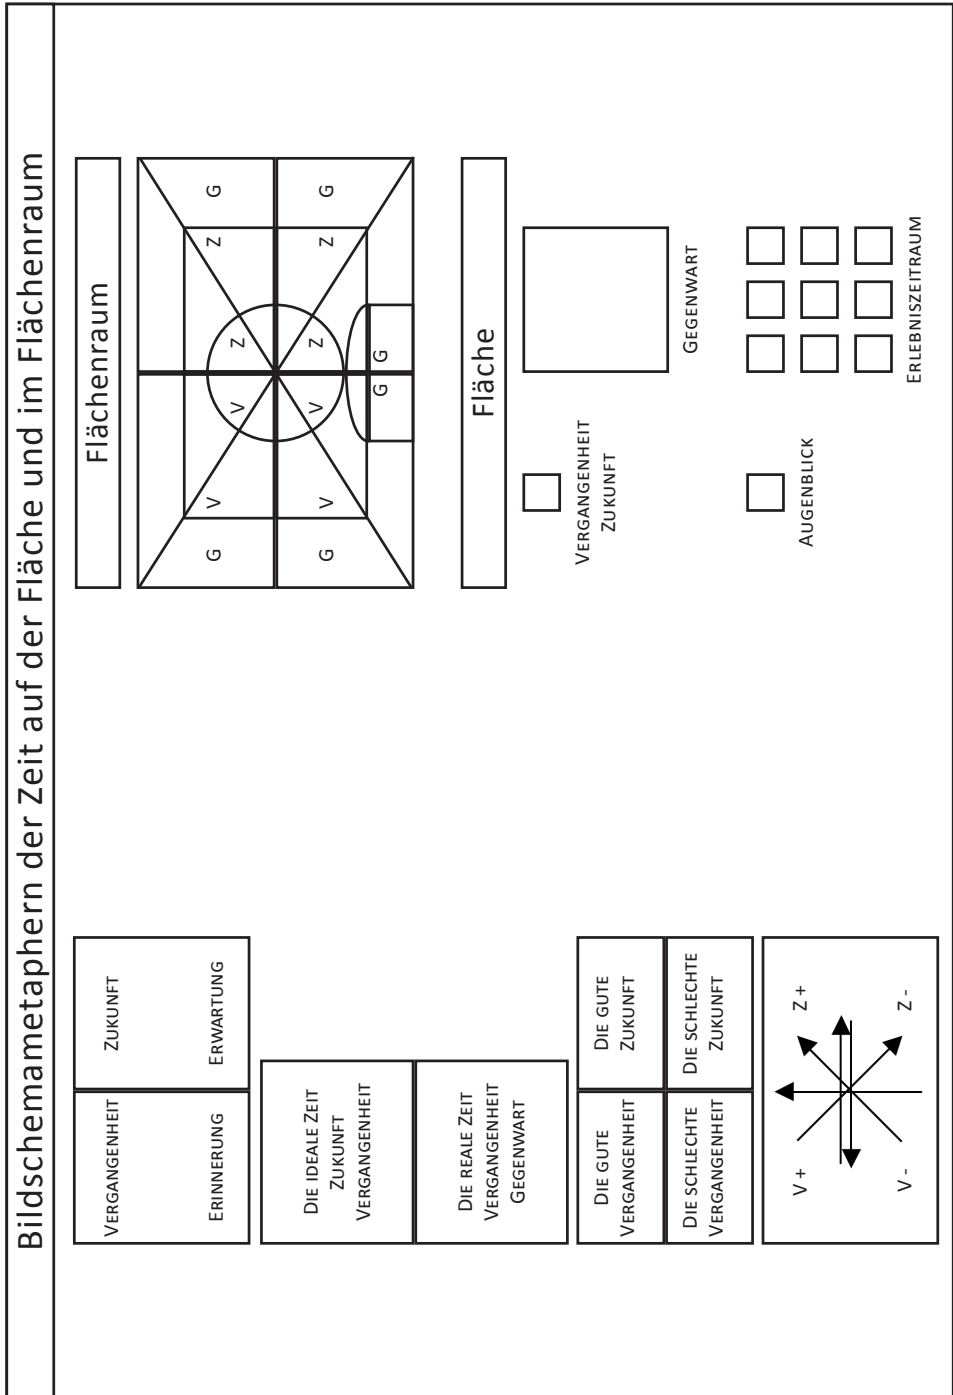 Bildschemametaphern der Zeit auf der Fläche und im Flächenraum
VERGANGENHEIT
ZUKUNFT
ERINNERUNG
ERWARTUNG
DIE IDEALE ZEIT
ZUKUNFT
VERGANGENHEIT
DIE REALE ZEIT
VERGANGENHEIT
GEGENWART
DIE GUTE
VERGANGENHEIT
DIE GUTE
ZUKUNFT
DIE SCHLECHTE
VERGANGENHEIT
DIE SCHLECHTE
ZUKUNFT
V +
Z +
V -
Z -
Flächenraum
G V Z G
V Z
V Z
G V Z G
G G
Fläche
VERGANGENHEIT
ZUKUNFT
GEGENWART
AUGENBLICK
ERLEBNISZEITRAUM